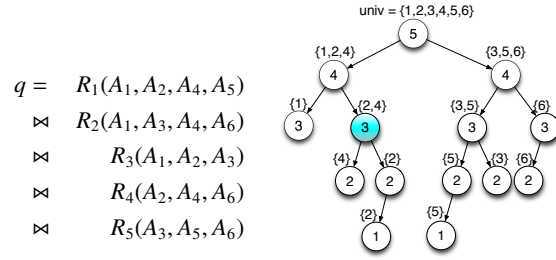 q = R₁(A₁, A₂, A₄, A₅)
⋈ R₂(A₁, A₃, A₄, A₆)
⋈ R₃(A₁, A₂, A₃)
⋈ R₄(A₂, A₄, A₆)
⋈ R₅(A₃, A₅, A₆)
univ = {1,2,3,4,5,6}
5
{1,2,4} {3,5,6}
4 4
{1} {2,4} {3,5} {6}
3 3 3 3
{4} {2} {5} {3} {6}
2 2 2 2 2
{2} {5}
1 1